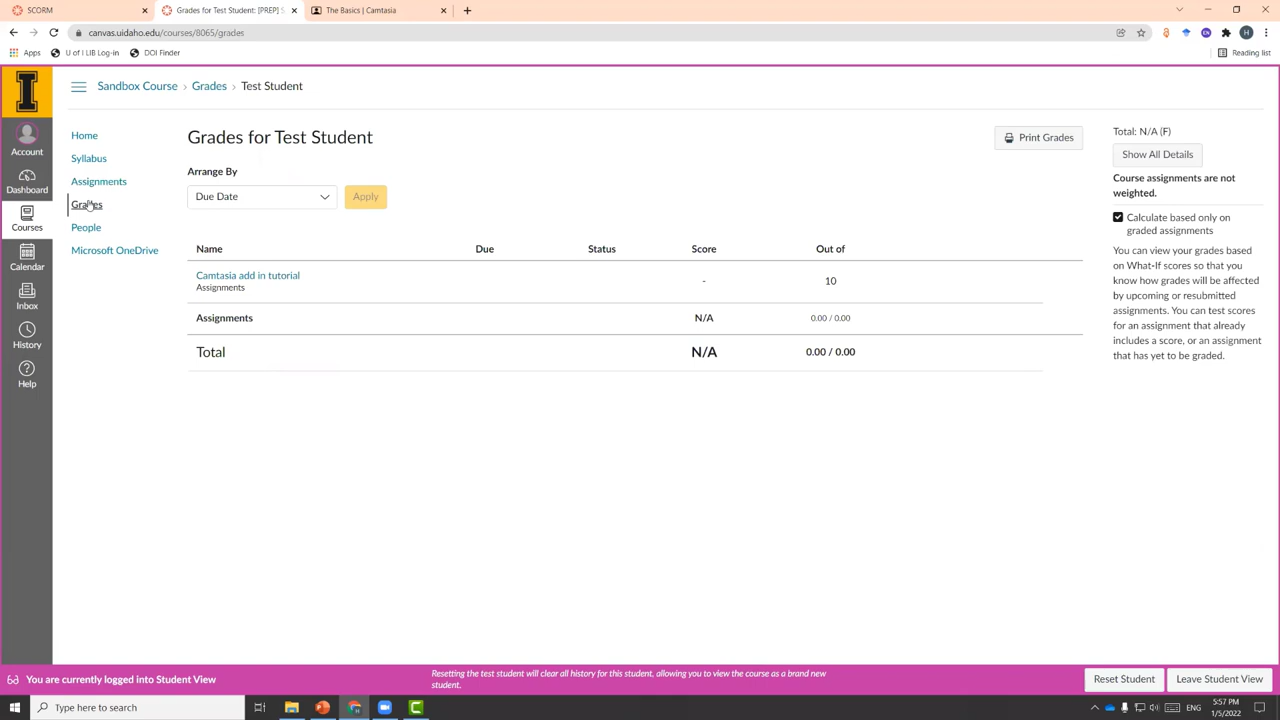 SCORM
Grades for Test Student: [PREP] S
The Basics | Camtasia
canvas.uidaho.edu/courses/8065/grades
Apps
U of I LIB Log-in
DOI Finder
Reading list
Sandbox Course › Grades › Test Student
Account
Dashboard
Courses
Calendar
Inbox
History
Help
Home
Syllabus
Assignments
Grades
People
Microsoft OneDrive
Grades for Test Student
Print Grades
Arrange By
Due Date
Apply
Name Due Status Score Out of
Camtasia add in tutorial - 10
Assignments
Assignments N/A 0.00 / 0.00
Total N/A 0.00 / 0.00
Total: N/A (F)
Show All Details
Course assignments are not
weighted.
Calculate based only on
graded assignments
You can view your grades based
on What-If scores so that you
know how grades will be affected
by upcoming or resubmitted
assignments. You can test scores
for an assignment that already
includes a score, or an assignment
that has yet to be graded.
You are currently logged into Student View
Resetting the test student will clear all history for this student, allowing you to view the course as a brand new
student.
Reset Student
Leave Student View
Type here to search
ENG
5:57 PM
1/5/2022